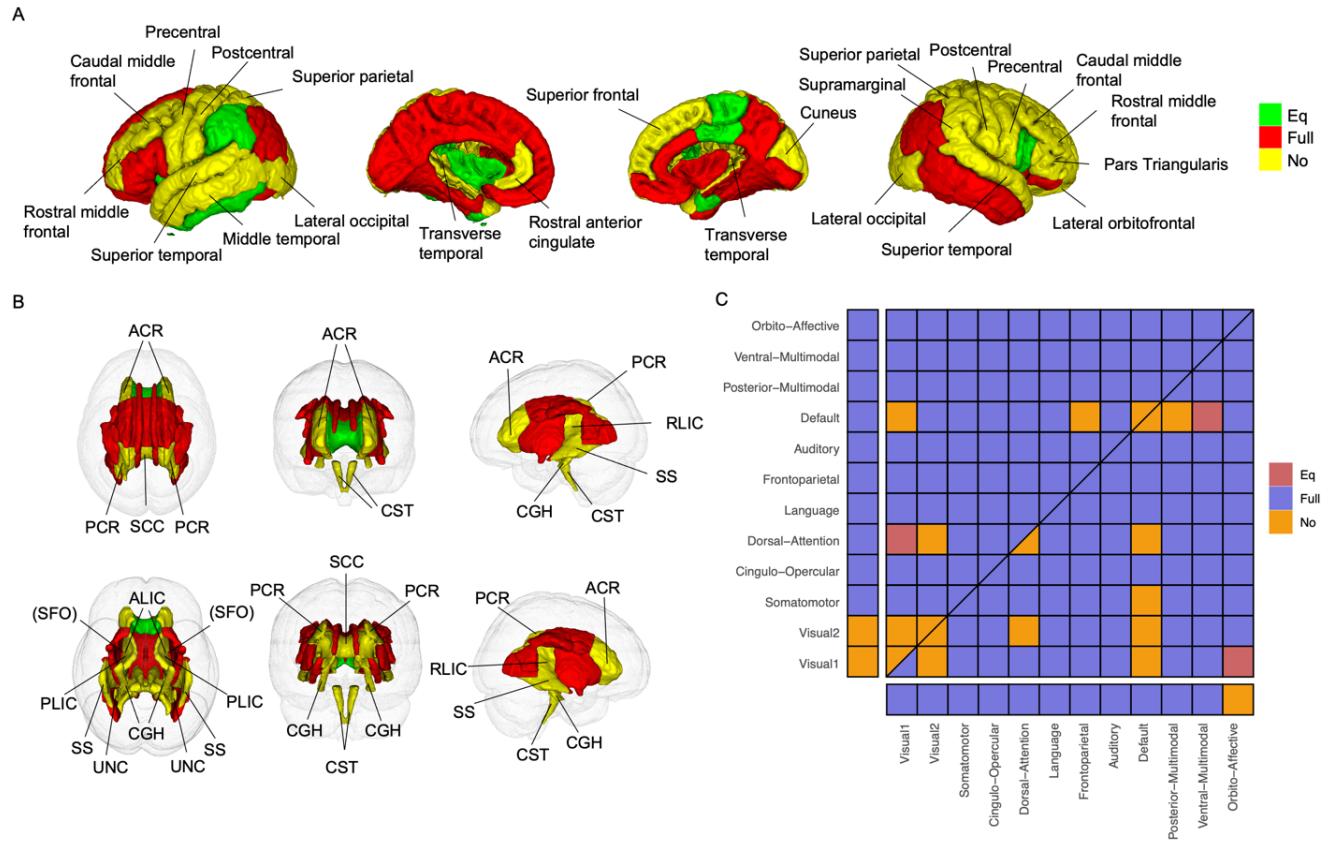 A
Precentral
Postcentral
Caudal middle
frontal
Superior parietal
Rostral middle
frontal
Superior temporal
Middle temporal
Lateral occipital
Transverse
temporal
Rostral anterior
cingulate
Superior frontal
Cuneus
Transverse
temporal
Superior parietal
Postcentral
Supramarginal
Precentral
Caudal middle
frontal
Rostral middle
frontal
Pars Triangularis
Lateral occipital
Lateral orbitofrontal
Superior temporal
Eq
Full
No
B
ACR
PCR
SCC
PCR
ACR
CST
ACR
PCR
RLIC
SS
CGH
CST
(SFO)
ALIC
(SFO)
PLIC
PLIC
SS
CGH
SS
UNC
UNC
SCC
PCR
PCR
CGH
CGH
CST
PCR
ACR
RLIC
SS
CST
CGH
C
Orbito−Affective
Ventral−Multimodal
Posterior−Multimodal
Default
Auditory
Frontoparietal
Language
Dorsal−Attention
Cingulo−Opercular
Somatomotor
Visual2
Visual1
Visual1
Visual2
Somatomotor
Cingulo−Opercular
Dorsal−Attention
Language
Frontoparietal
Auditory
Default
Posterior−Multimodal
Ventral−Multimodal
Orbito−Affective
Eq
Full
No